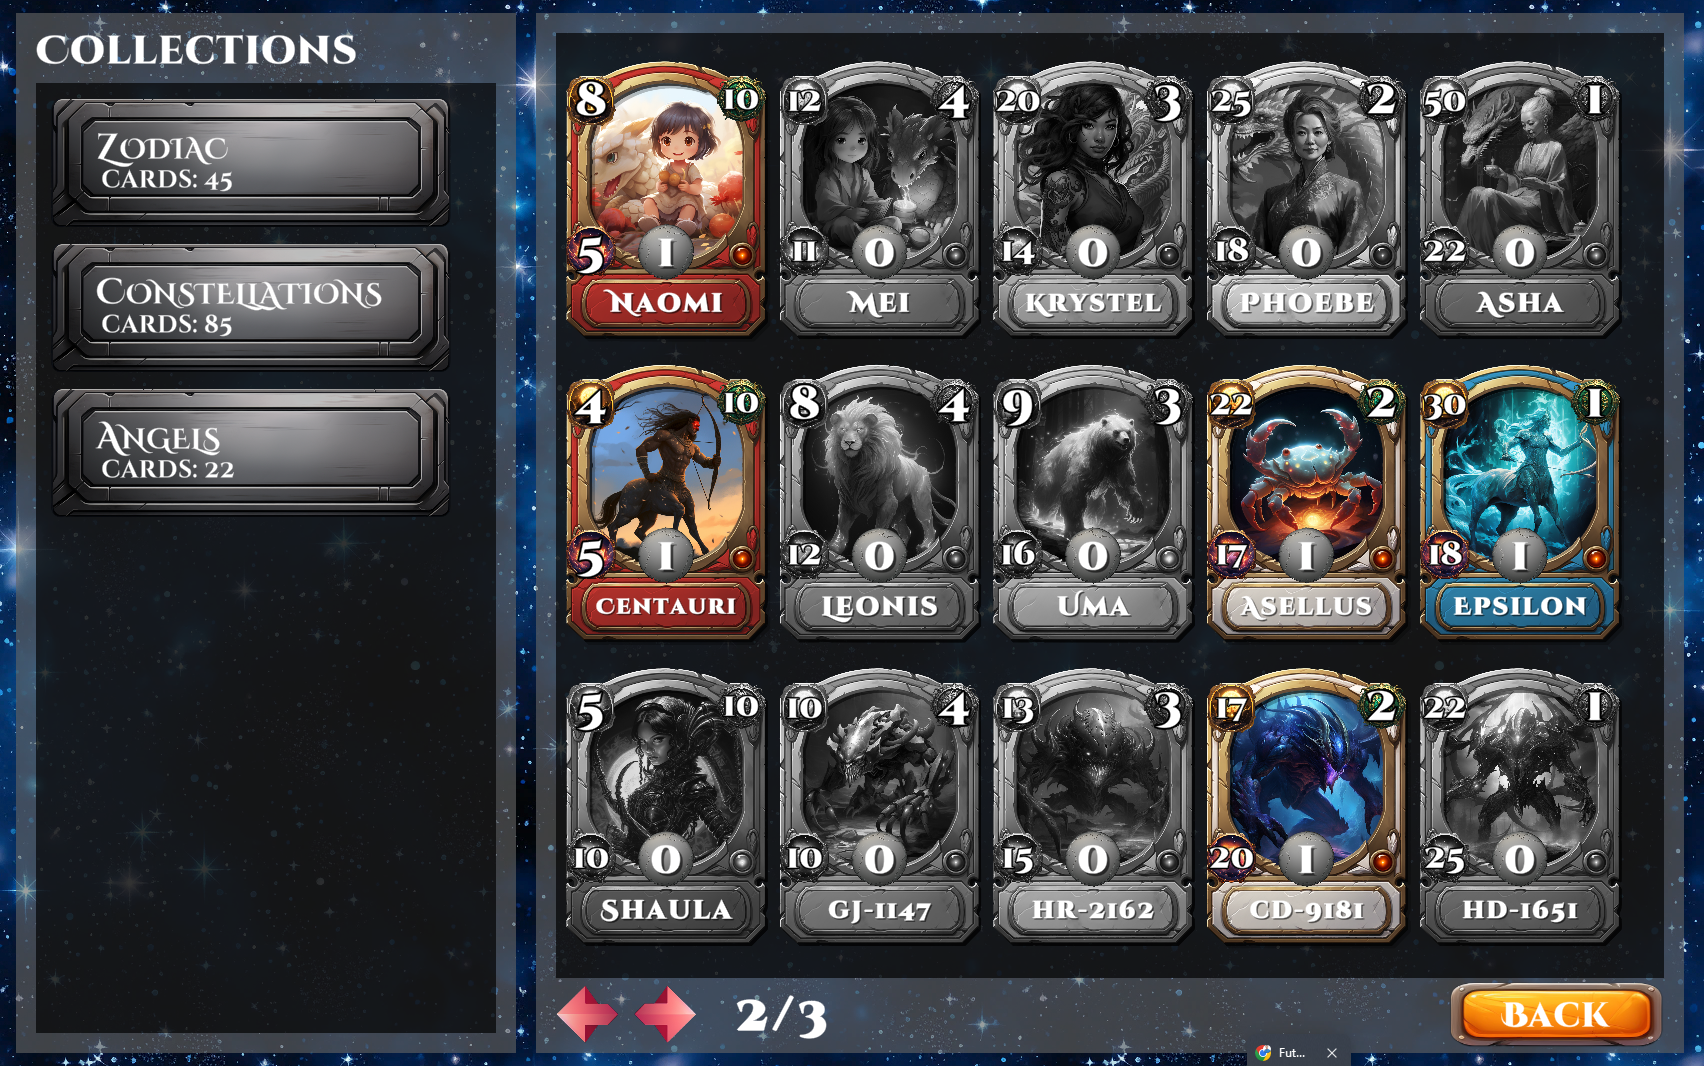 Collections
Zodiac
Cards: 45
Constellations
Cards: 85
Angels
Cards: 22
8 10
5 1
Naomi
12 4
11 0
Mei
20 3
14 0
Krystel
25 2
18 0
Phoebe
50 1
22 0
Asha
4 10
5 1
Centauri
8 4
12 0
Leonis
9 3
16 0
Uma
22 2
17 1
Asellus
30 1
18 1
Epsilon
5 10
10 0
Shaula
10 4
10 0
GJ-1147
13 3
15 0
HR-2162
17 2
20 1
CD-9181
22 1
25 0
HD-1651
2/3
Back
Fut...